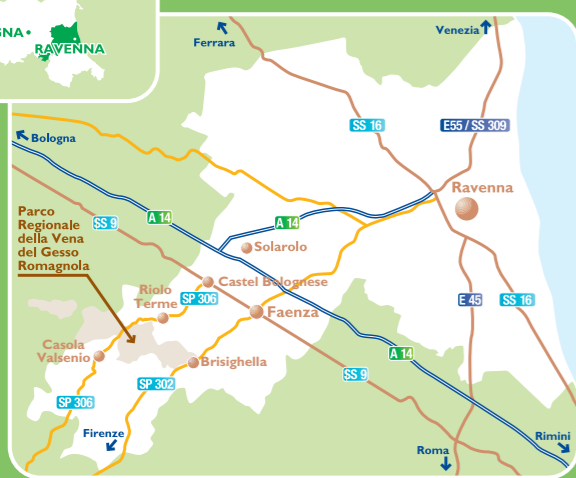 GNA
RAVENNA
Ferrara
Venezia
SS 16
E55 / SS 309
Bologna
Ravenna
Parco
Regionale
della Vena
del Gesso
Romagnola
SS 9
A 14
A 14
Solarolo
Castel Bolognese
Riolo
Terme
SP 306
E 45
SS 16
Faenza
Casola
Valsenio
Brisighella
A 14
SS 9
SP 302
SP 306
Firenze
Rimini
Roma